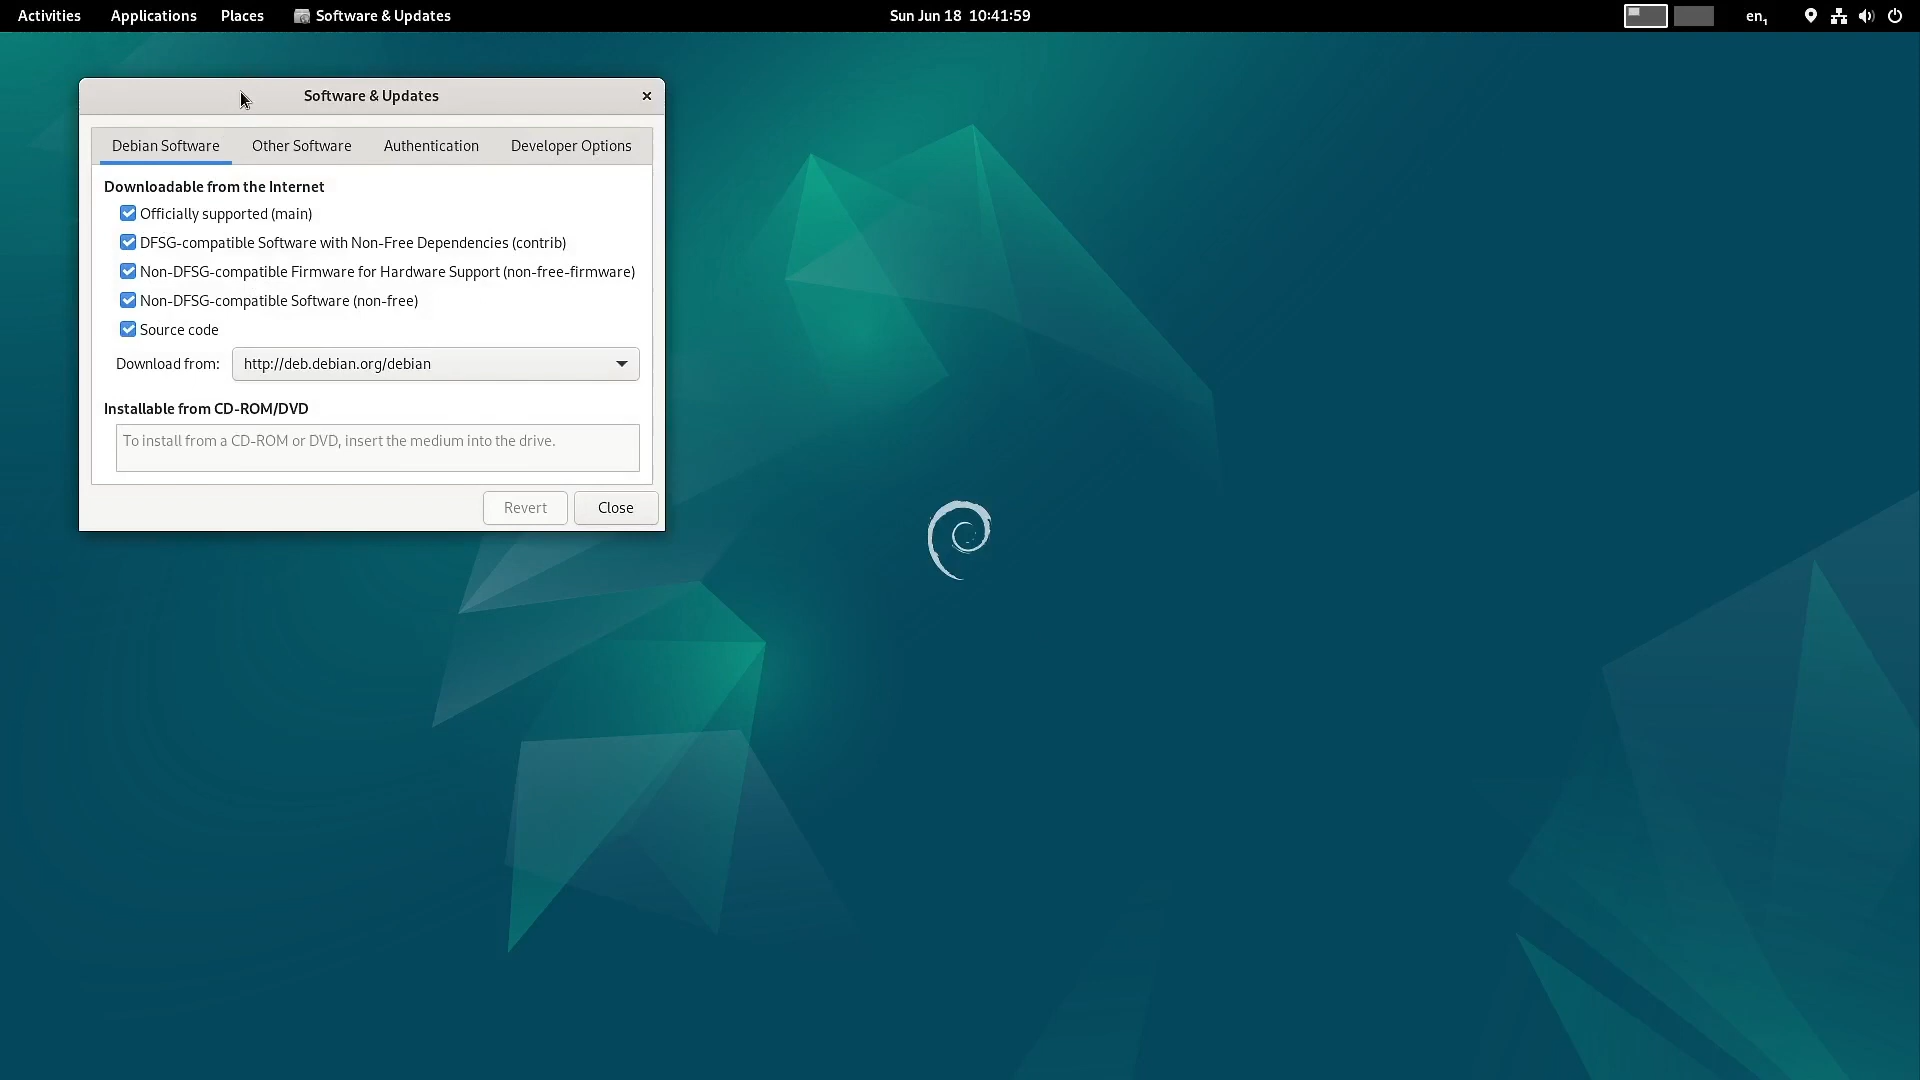 Activities Applications Places Software & Updates Sun Jun 18 10:41:59 en1
Software & Updates
Debian Software Other Software Authentication Developer Options
Downloadable from the Internet
Officially supported (main)
DFSG-compatible Software with Non-Free Dependencies (contrib)
Non-DFSG-compatible Firmware for Hardware Support (non-free-firmware)
Non-DFSG-compatible Software (non-free)
Source code
Download from: http://deb.debian.org/debian
Installable from CD-ROM/DVD
To install from a CD-ROM or DVD, insert the medium into the drive.
Revert Close